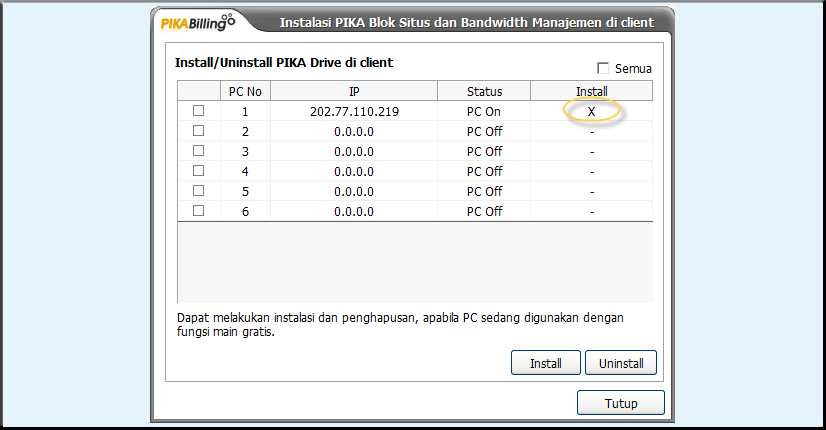 PIKABilling Instalasi PIKA Blok Situs dan Bandwidth Manajemen di client
Install/Uninstall PIKA Drive di client
Semua
PC No IP Status Install
1 202.77.110.219 PC On X
2 0.0.0.0 PC Off -
3 0.0.0.0 PC Off -
4 0.0.0.0 PC Off -
5 0.0.0.0 PC Off -
6 0.0.0.0 PC Off -
Dapat melakukan instalasi dan penghapusan, apabila PC sedang digunakan dengan
fungsi main gratis.
Install Uninstall
Tutup